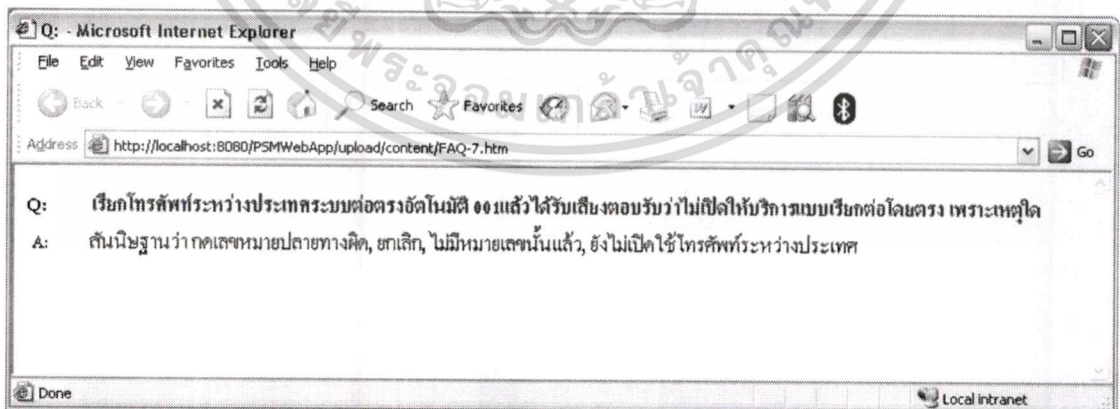 Q: - Microsoft Internet Explorer
File Edit View Favorites Tools Help
Back Search Favorites
Address http://localhost:8080/PSMWebApp/upload/content/FAQ-7.htm Go
Q: เรียกโทรศัพท์ระหว่างประเทศระบบต่อตรงอัตโนมัติ 001แล้วได้รับเสียงตอบรับว่าไม่เปิดให้บริการแบบเรียกต่อโดยตรง เพราะเหตุใด
A: สันนิษฐานว่า กดเลขหมายปลายทางผิด, ยกเลิก, ไม่มีหมายเลขนั้นแล้ว, ยังไม่เปิดใช้โทรศัพท์ระหว่างประเทศ
Done Local intranet